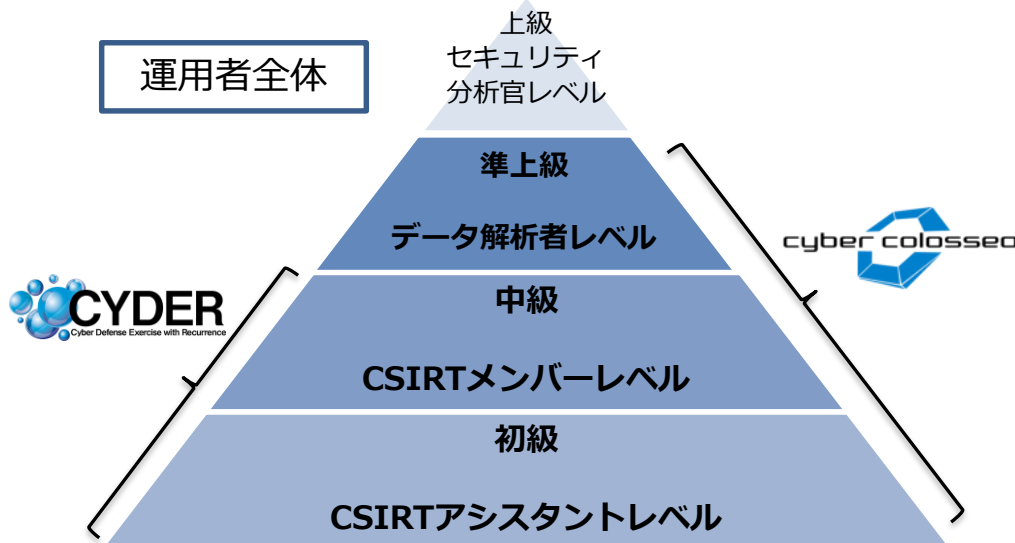 運用者全体
上級
セキュリティ
分析官レベル
準上級
データ解析者レベル
cyber colosseo
CYDER
Cyber Defense Exercise with Recurrence
中級
CSIRTメンバーレベル
初級
CSIRTアシスタントレベル